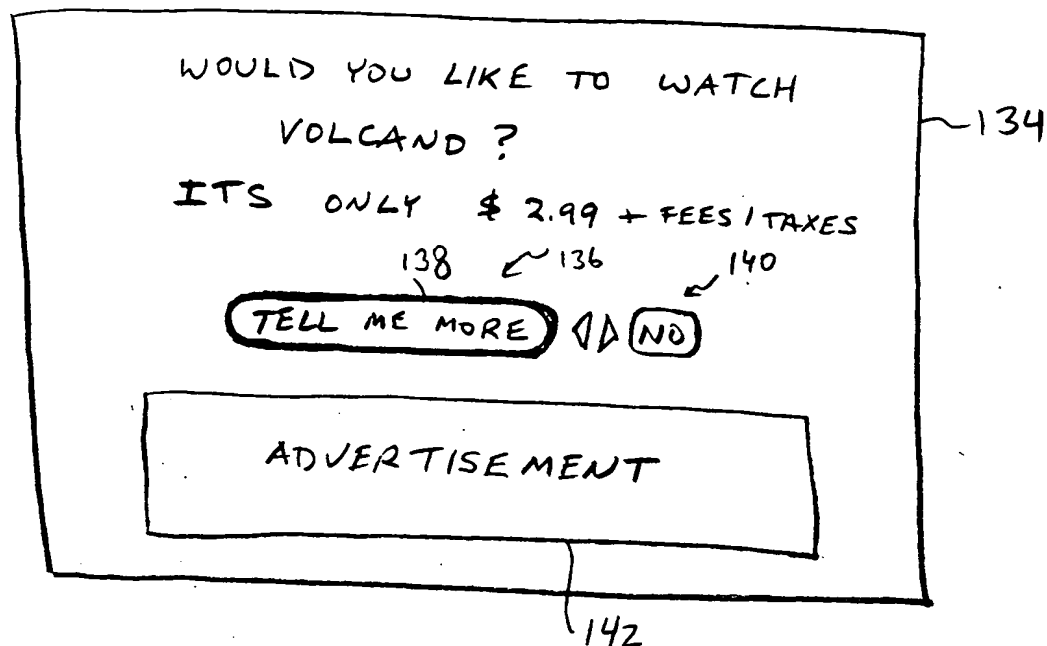 WOULD YOU LIKE TO WATCH
VOLCANO ?
134
ITS ONLY $ 2.99 + FEES / TAXES
138 136 140
TELL ME MORE NO
ADVERTISEMENT
142